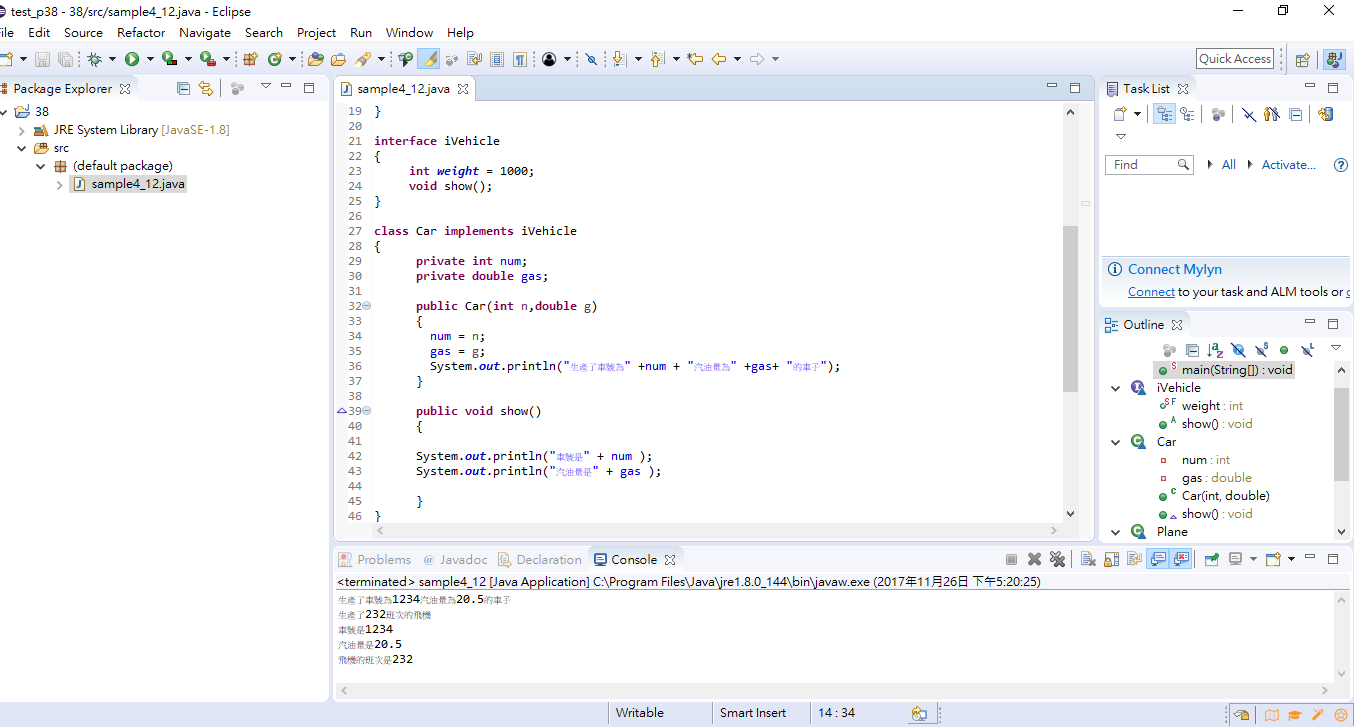 test_p38 - 38/src/sample4_12.java - Eclipse
ile Edit Source Refactor Navigate Search Project Run Window Help
Quick Access
Package Explorer
38
JRE System Library [JavaSE-1.8]
src
(default package)
sample4_12.java
sample4_12.java
19 }
20
21 interface iVehicle
22 {
23 int weight = 1000;
24 void show();
25 }
26
27 class Car implements iVehicle
28 {
29 private int num;
30 private double gas;
31
32 public Car(int n,double g)
33 {
34 num = n;
35 gas = g;
36 System.out.println("生產了車號為" +num + "汽油量為" +gas+ "的車子");
37 }
38
39 public void show()
40 {
41
42 System.out.println("車號是" + num );
43 System.out.println("汽油量是" + gas );
44
45 }
46 }
Task List
Find
All
Activate...
Connect Mylyn
Connect to your task and ALM tools or
Outline
main(String[]) : void
iVehicle
weight : int
show() : void
Car
num : int
gas : double
Car(int, double)
show() : void
Plane
Problems @ Javadoc Declaration Console
<terminated> sample4_12 [Java Application] C:\Program Files\Java\jre1.8.0_144\bin\javaw.exe (2017年11月26日 下午5:20:25)
生產了車號為1234汽油量為20.5的車子
生產了232班次的飛機
車號是1234
汽油量是20.5
飛機的班次是232
Writable Smart Insert 14 : 34